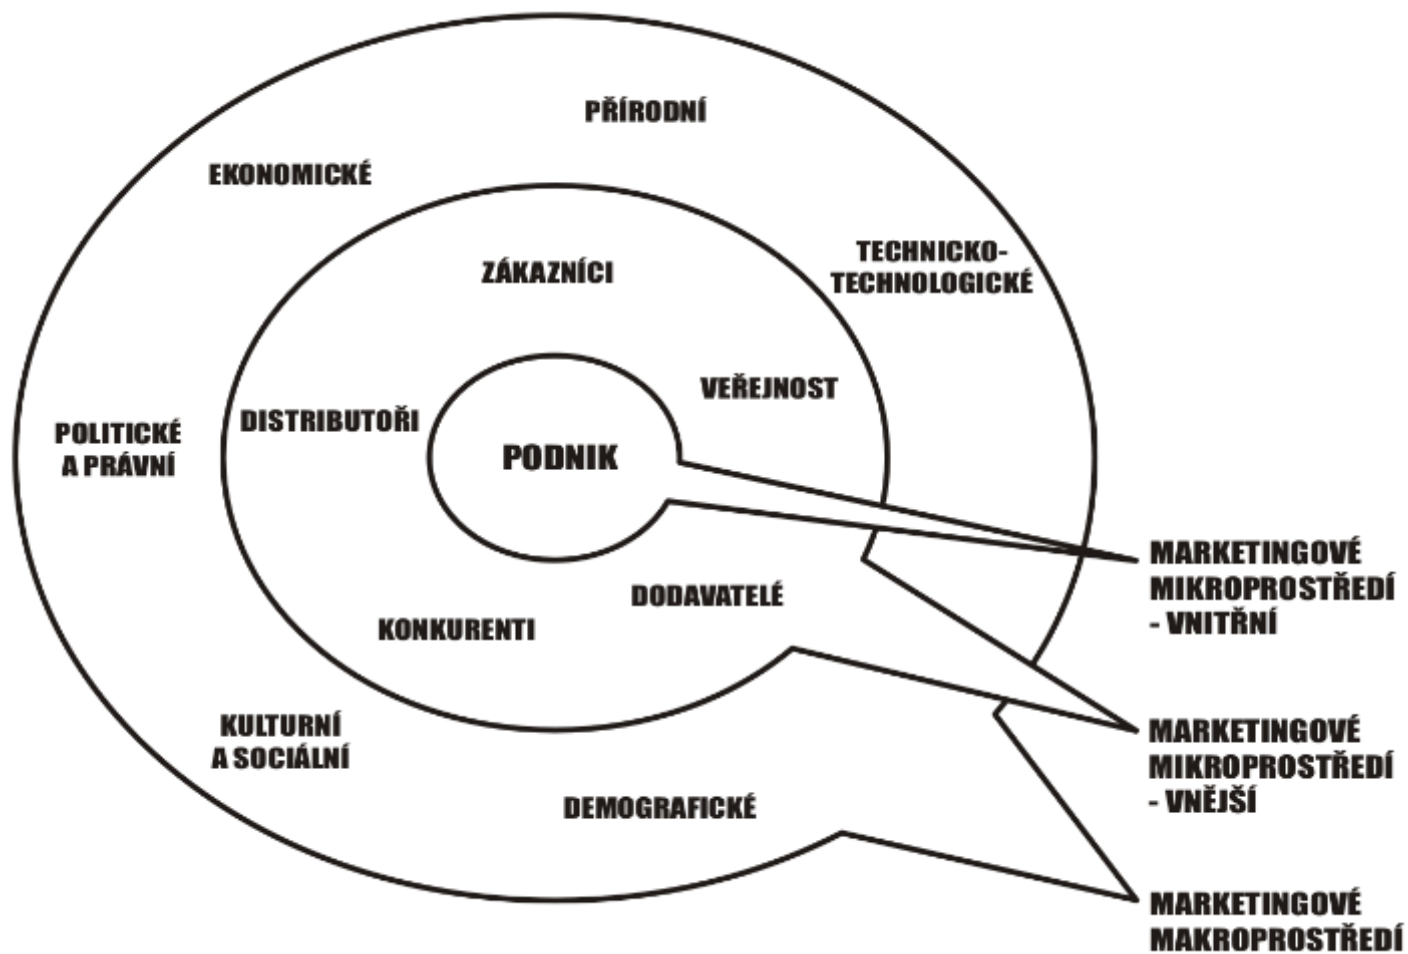 PŘÍRODNÍ
EKONOMICKÉ
TECHNICKO-
TECHNOLOGICKÉ
ZÁKAZNÍCI
VEŘEJNOST
DISTRIBUTOŘI
POLITICKÉ
A PRÁVNÍ
PODNIK
MARKETINGOVÉ
MIKROPROSTŘEDÍ
- VNITŘNÍ
DODAVATELÉ
KONKURENTI
KULTURNÍ
A SOCIÁLNÍ
MARKETINGOVÉ
MIKROPROSTŘEDÍ
- VNĚJŠÍ
DEMOGRAFICKÉ
MARKETINGOVÉ
MAKROPROSTŘEDÍ